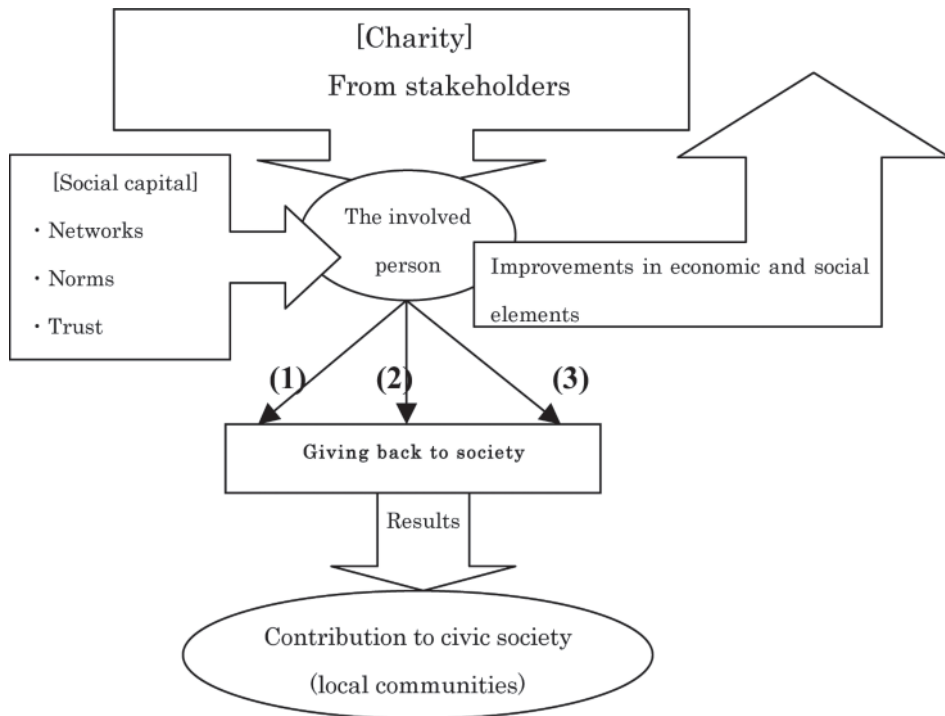 [Charity]
From stakeholders
[Social capital]
・Networks
・Norms
・Trust
The involved
person
Improvements in economic and social
elements
(1)
(2)
(3)
Giving back to society
Results
Contribution to civic society
(local communities)